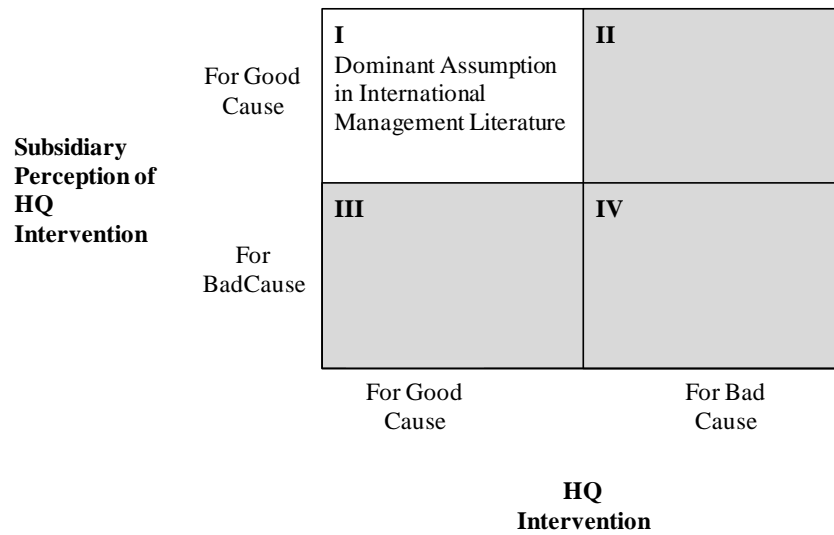 I
Dominant Assumption
in International
Management Literature
II
For Good
Cause
Subsidiary
Perception of
HQ
Intervention
III
IV
For
BadCause
For Good
Cause
For Bad
Cause
HQ
Intervention